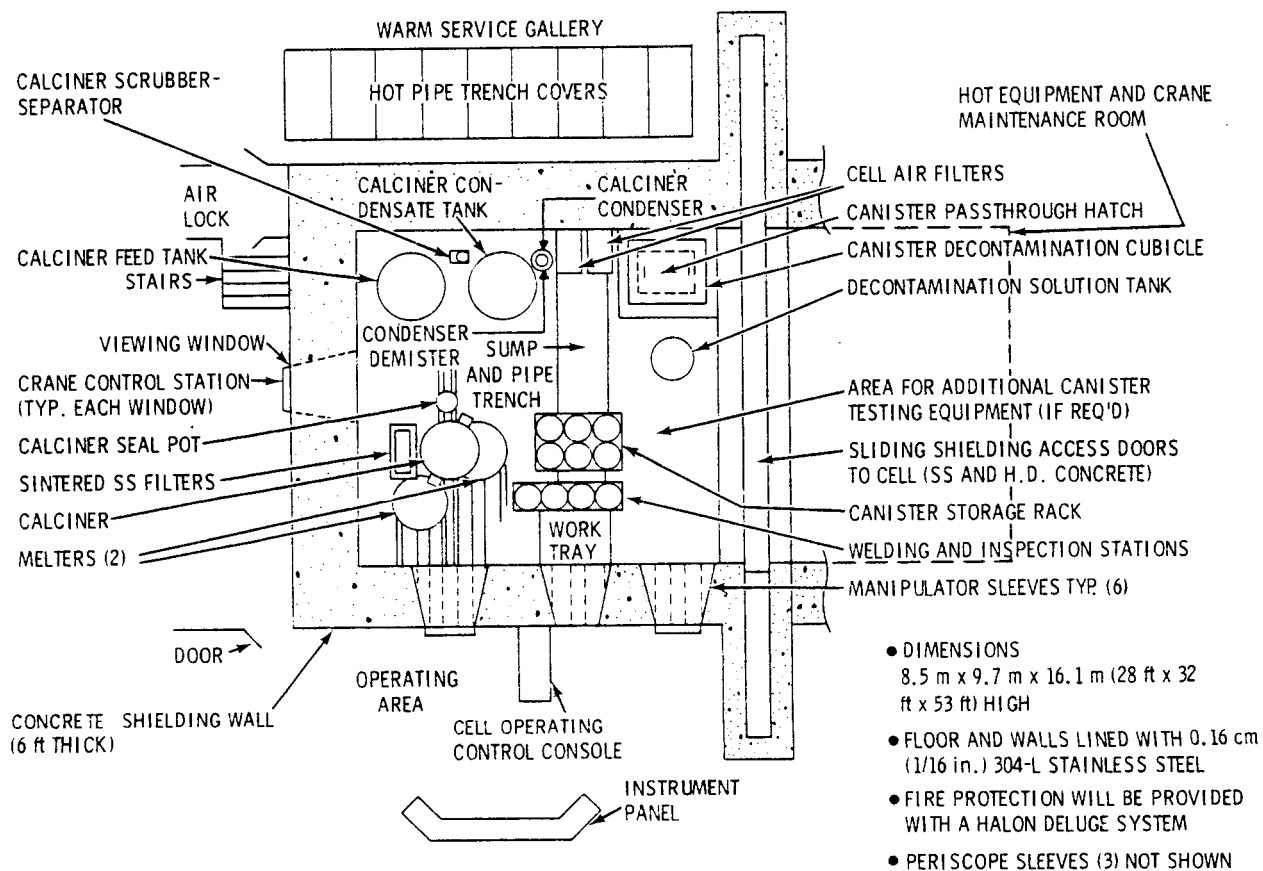 WARM SERVICE GALLERY
HOT PIPE TRENCH COVERS
CALCINER SCRUBBER-
SEPARATOR
AIR
LOCK
CALCINER FEED TANK
STAIRS
VIEWING WINDOW
CRANE CONTROL STATION
(TYP. EACH WINDOW)
CALCINER SEAL POT
SINTERED SS FILTERS
CALCINER
MELTERS (2)
DOOR
CONCRETE SHIELDING WALL
(6 ft THICK)
CALCINER CON-
DENSATE TANK
CALCINER
CONDENSER
CONDENSER
DEMISTER
SUMP
AND PIPE
TRENCH
WORK
TRAY
OPERATING
AREA
CELL OPERATING
CONTROL CONSOLE
INSTRUMENT
PANEL
HOT EQUIPMENT AND CRANE
MAINTENANCE ROOM
CELL AIR FILTERS
CANISTER PASSTHROUGH HATCH
CANISTER DECONTAMINATION CUBICLE
DECONTAMINATION SOLUTION TANK
AREA FOR ADDITIONAL CANISTER
TESTING EQUIPMENT (IF REQ'D)
SLIDING SHIELDING ACCESS DOORS
TO CELL (SS AND H.D. CONCRETE)
CANISTER STORAGE RACK
WELDING AND INSPECTION STATIONS
MANIPULATOR SLEEVES TYP. (6)
● DIMENSIONS
8.5 m x 9.7 m x 16.1 m (28 ft x 32
ft x 53 ft) HIGH
● FLOOR AND WALLS LINED WITH 0.16 cm
(1/16 in.) 304-L STAINLESS STEEL
● FIRE PROTECTION WILL BE PROVIDED
WITH A HALON DELUGE SYSTEM
● PERISCOPE SLEEVES (3) NOT SHOWN